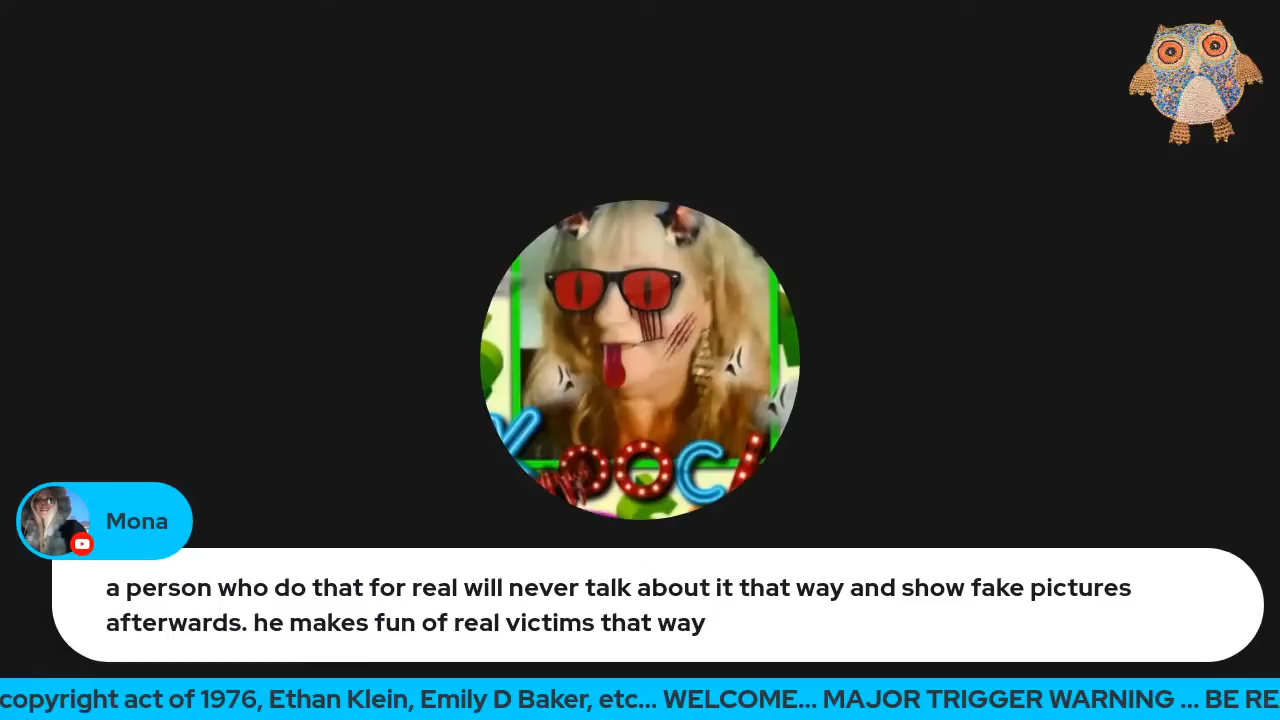 Mona
a person who do that for real will never talk about it that way and show fake pictures
afterwards. he makes fun of real victims that way
copyright act of 1976, Ethan Klein, Emily D Baker, etc... WELCOME... MAJOR TRIGGER WARNING ... BE RE